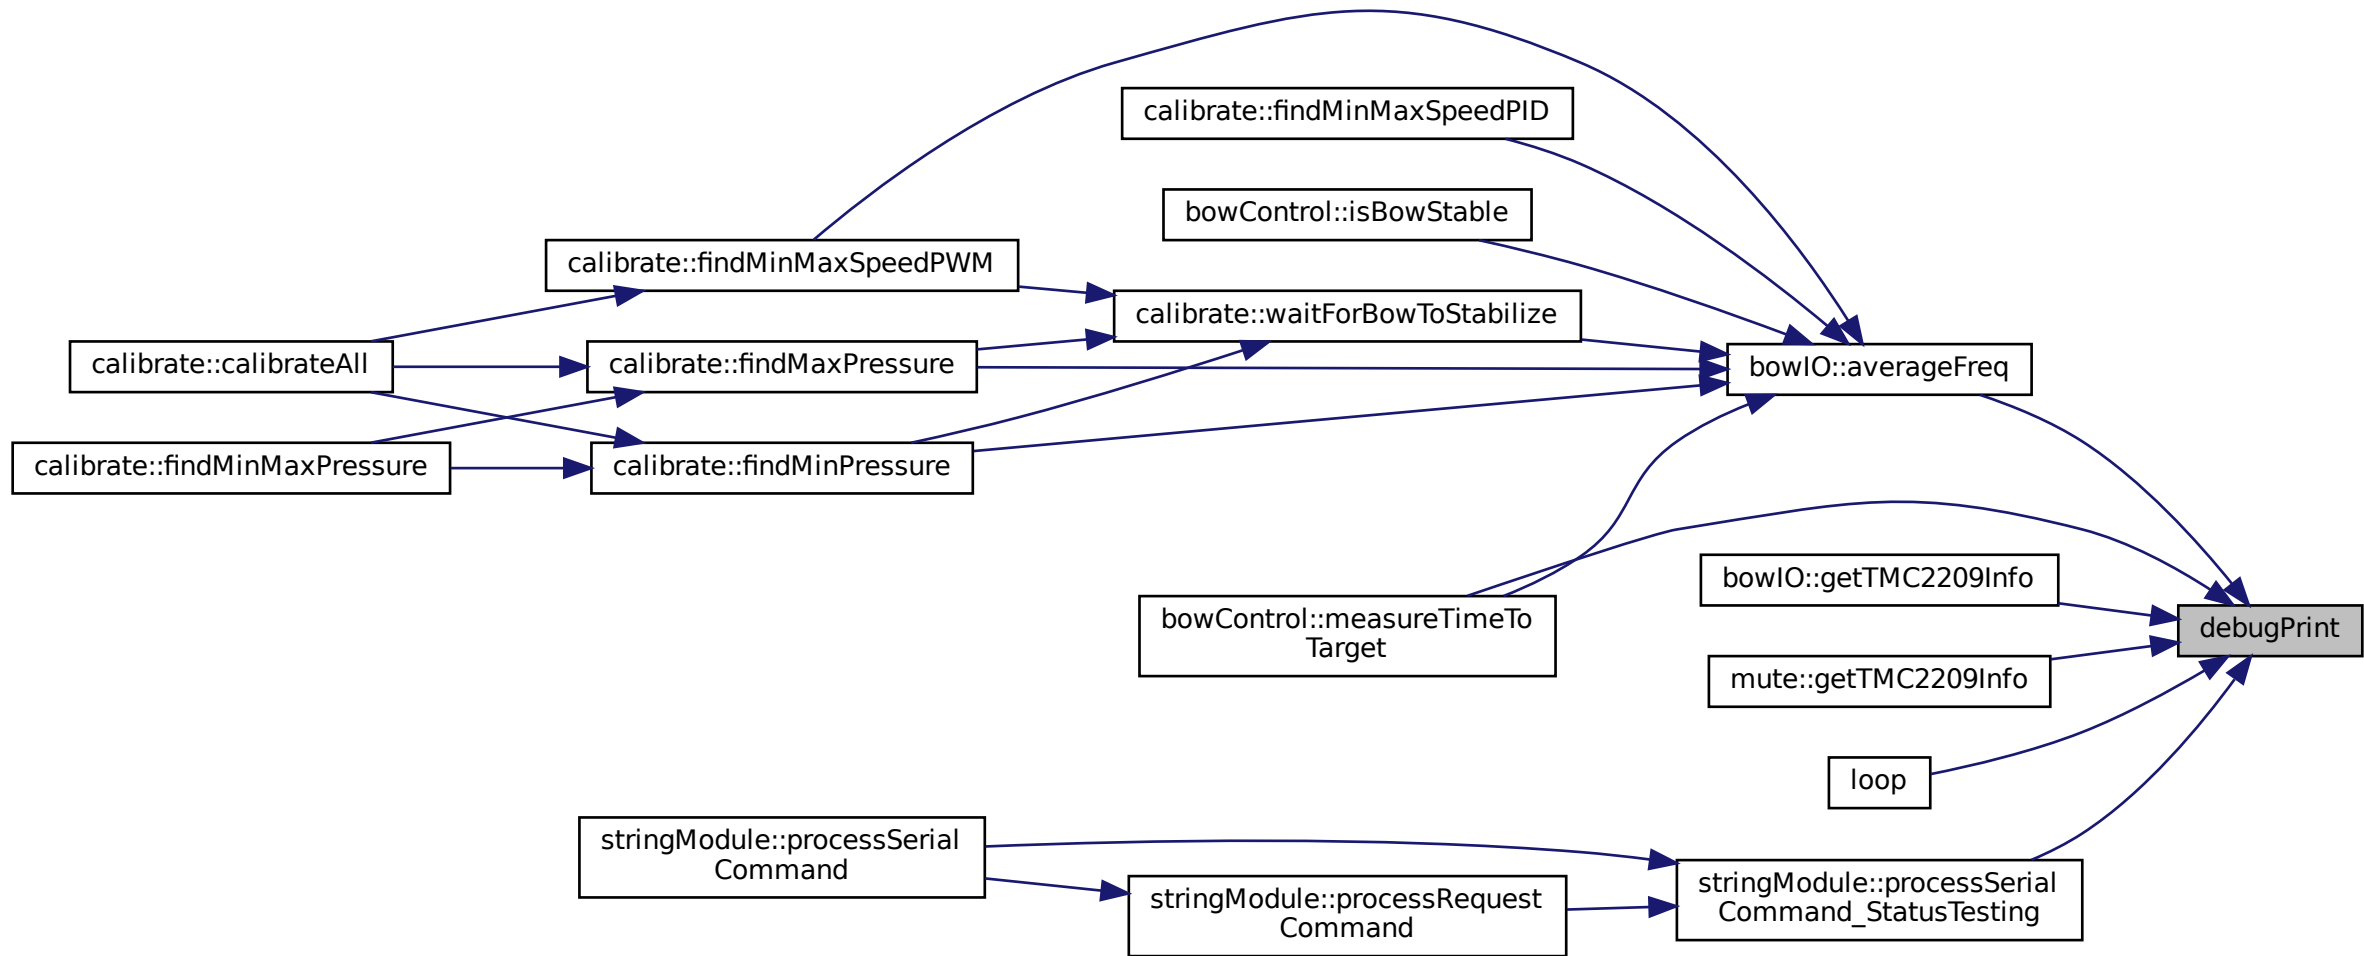 calibrate::findMinMaxSpeedPID
bowControl::isBowStable
calibrate::findMinMaxSpeedPWM
calibrate::waitForBowToStabilize
calibrate::calibrateAll
calibrate::findMaxPressure
bowIO::averageFreq
calibrate::findMinMaxPressure
calibrate::findMinPressure
bowIO::getTMC2209Info
bowControl::measureTimeTo
Target
debugPrint
mute::getTMC2209Info
loop
stringModule::processSerial
Command
stringModule::processRequest
Command
stringModule::processSerial
Command_StatusTesting